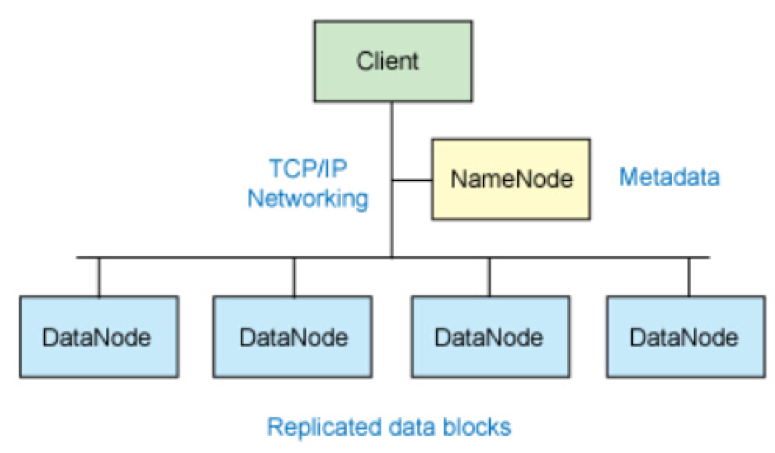 Client
TCP/IP
Networking
NameNode
Metadata
DataNode
DataNode
DataNode
DataNode
Replicated data blocks